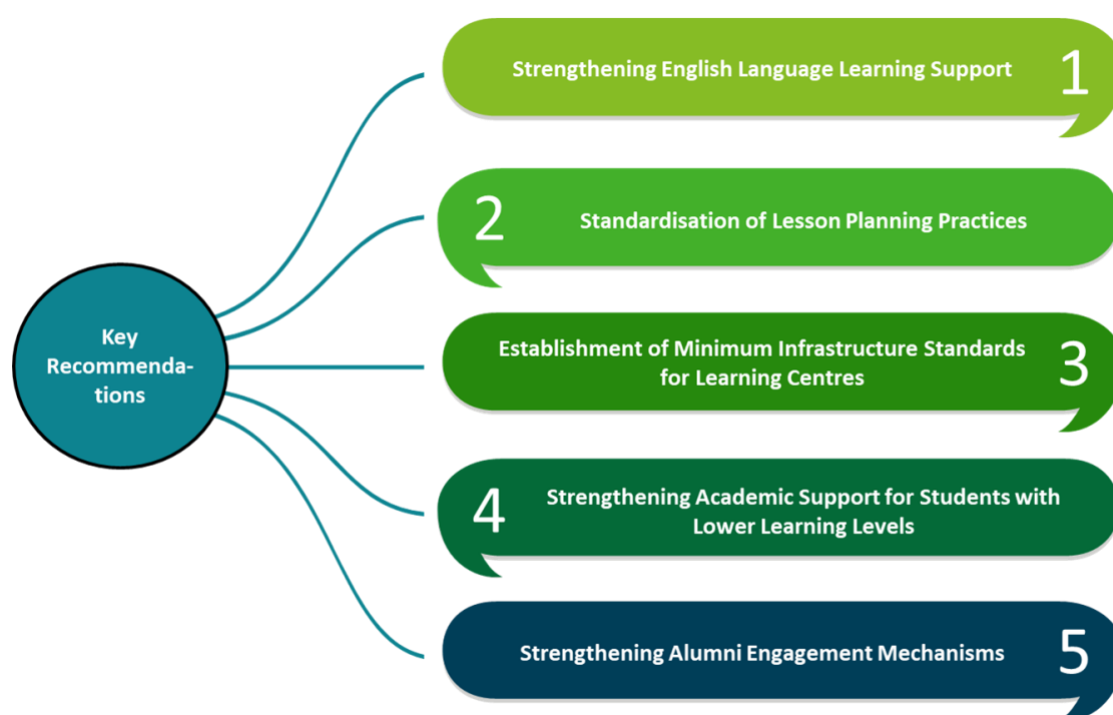 Key
Recommenda-
tions
Strengthening English Language Learning Support
1
2
Standardisation of Lesson Planning Practices
Establishment of Minimum Infrastructure Standards
for Learning Centres
3
4
Strengthening Academic Support for Students with
Lower Learning Levels
Strengthening Alumni Engagement Mechanisms
5